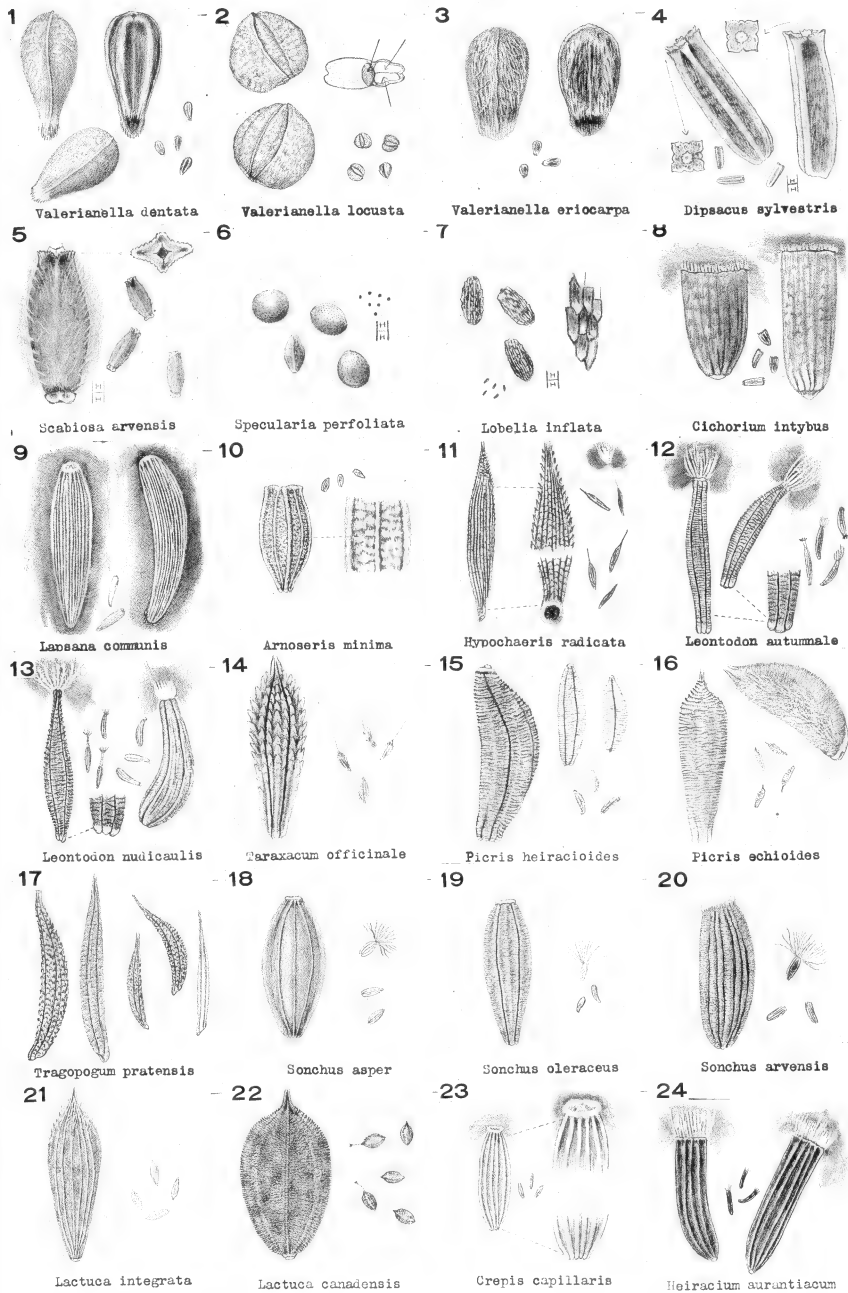 1 2 3 4
Valerianella dentata Valerianella locusta Valerianella eriocarpa Dipsacus sylvestris
5 6 7 8
Scabiosa arvensis Specularia perfoliata Lobelia inflata Cichorium intybus
9 10 11 12
Lapsana communis Arnoseris minima Hypochaeris radicata Leontodon autumnale
13 14 15 16
Leontodon nudicaulis Taraxacum officinale Picris heiracioides Picris echioides
17 18 19 20
Tragopogum pratensis Sonchus asper Sonchus oleraceus Sonchus arvensis
21 22 23 24
Lactuca integrata Lactuca canadensis Crepis capillaris Heiracium aurantiacum